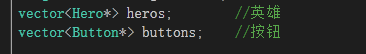 vector<Hero*> heros;        //英雄
vector<Button*> buttons;    //按钮